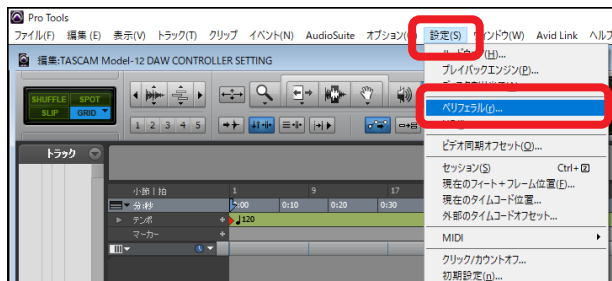 Pro Tools
ファイル(F) 編集 (E) 表示(V) トラック(T) クリップ イベント(N) AudioSuite オプション( 設定(S) ウィンドウ(W) Avid Link ヘルプ
編集:TASCAM Model-12 DAW CONTROLLER SETTING
プレイバックエンジン(P)...
SHUFFLE SPOT
SLIP GRID
1 2 3 4 5
ペリフェラル(r)...
ビデオ同期オフセット(O)...
トラック
セッション(S) Ctrl+2
現在のフィート+フレーム位置(F)...
現在のタイムコード位置...
外部のタイムコードオフセット...
MIDI
クリック/カウントオフ...
初期設定(n)...
小節|拍 1 9 17
分:秒 0:00 0:10 0:20 0:30
テンポ 120
マーカー